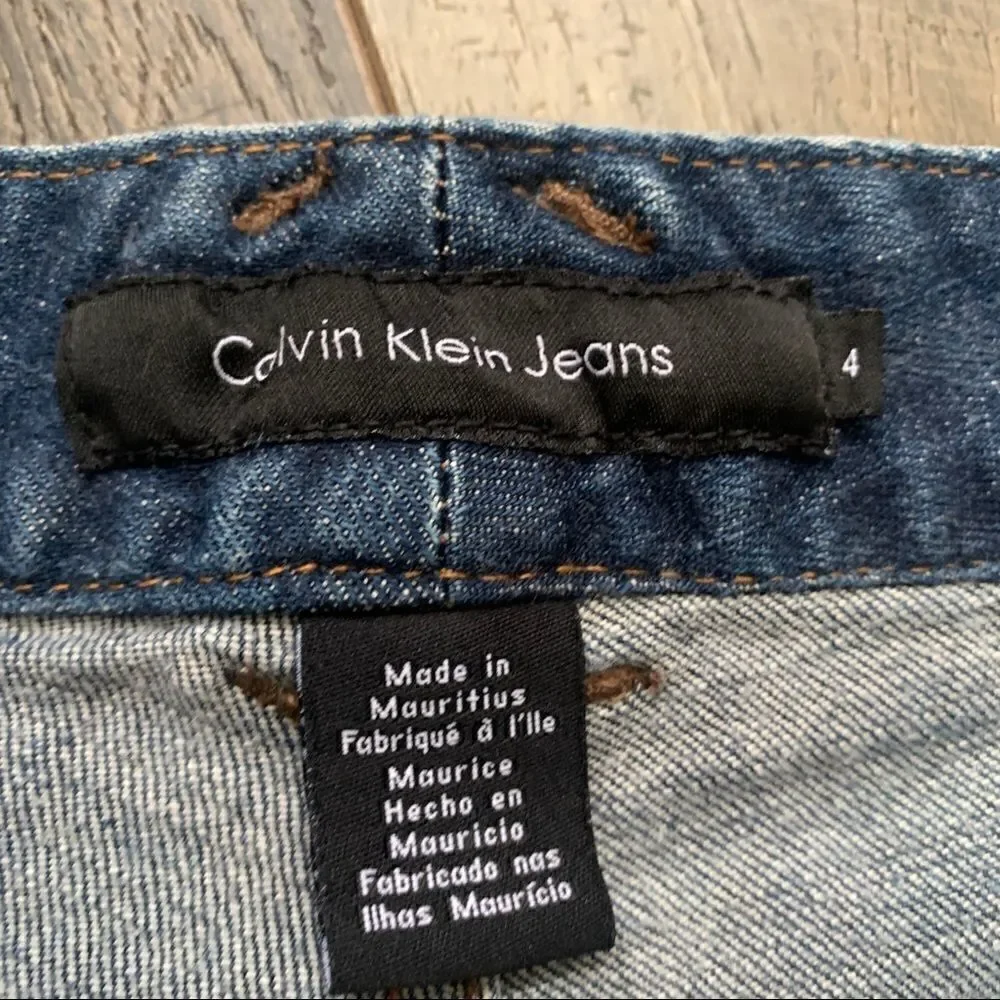 Calvin Klein Jeans
4
Made in
Mauritius
Fabriqué à l'Ile
Maurice
Hecho en
Mauricio
Fabricado nas
Ilhas Maurício